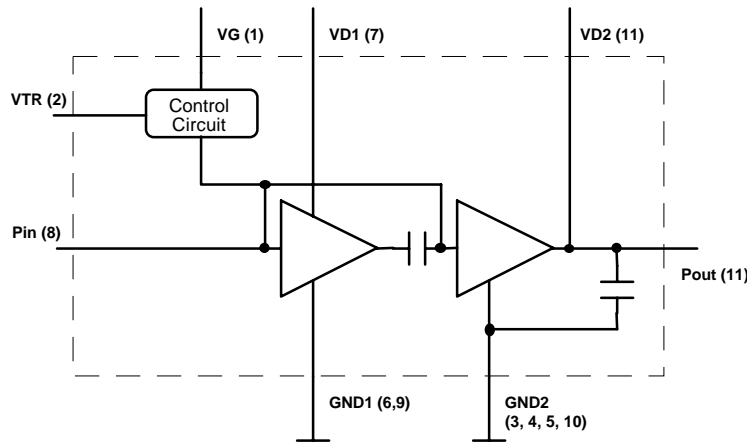 VG (1)
VD1 (7)
VD2 (11)
VTR (2)
Control
Circuit
Pin (8)
Pout (11)
GND1 (6,9)
GND2
(3, 4, 5, 10)